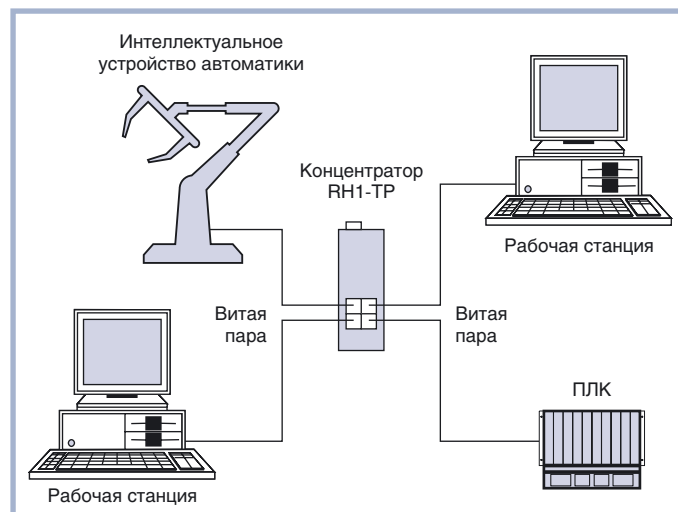 Интеллектуальное
устройство автоматики
Концентратор
RH1-TP
Рабочая станция
Витая
пара
Витая
пара
ПЛК
Рабочая станция